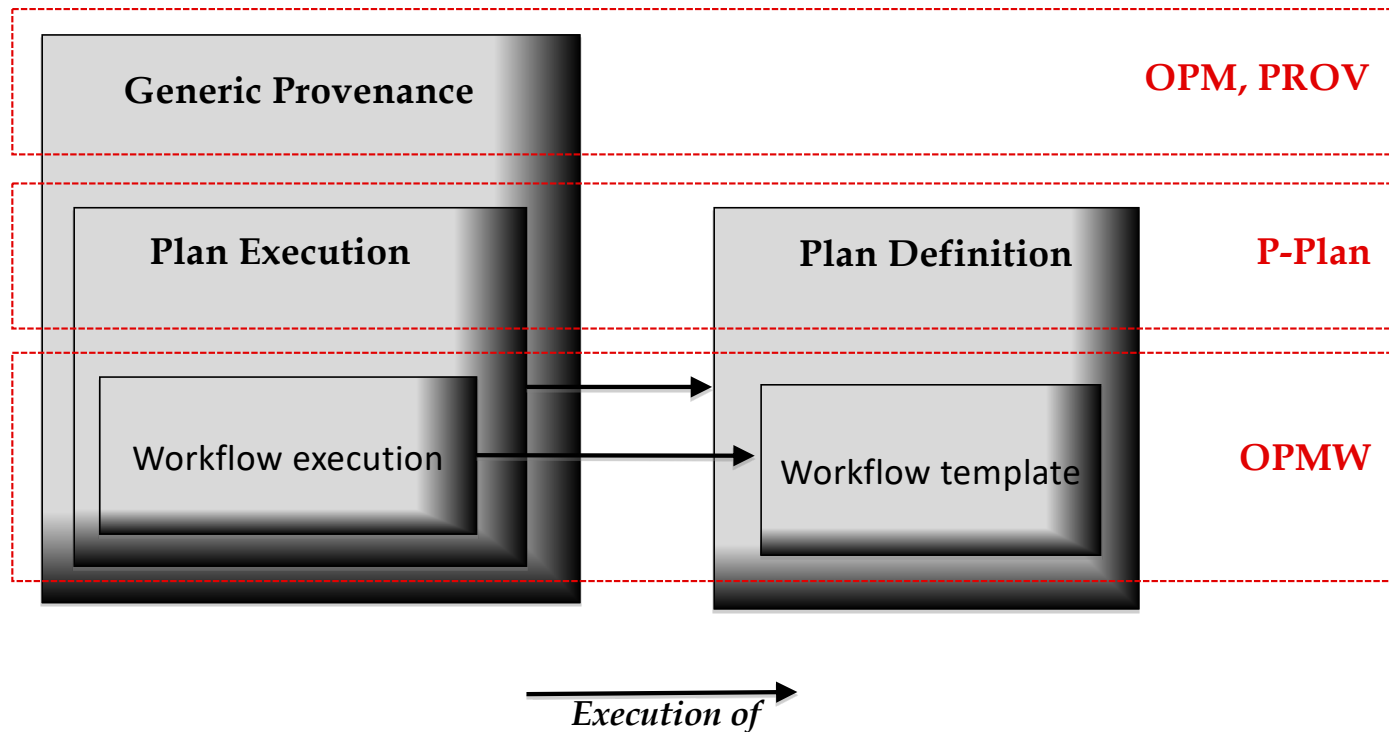 Generic Provenance
OPM, PROV
Plan Execution
Plan Definition
P-Plan
Workflow execution
Workflow template
OPMW
Execution of